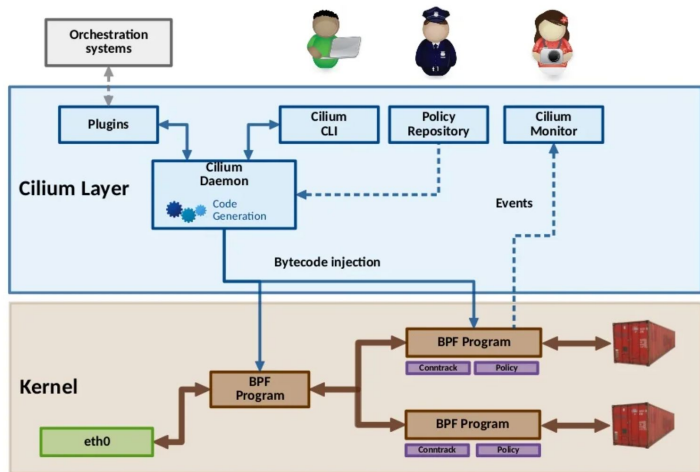 Orchestration
systems
Plugins
Cilium
CLI
Policy
Repository
Cilium
Monitor
Cilium Layer
Cilium
Daemon
Code
Generation
Events
Bytecode injection
Kernel
BPF Program
Conntrack
Policy
BPF
Program
BPF Program
Conntrack
Policy
eth0